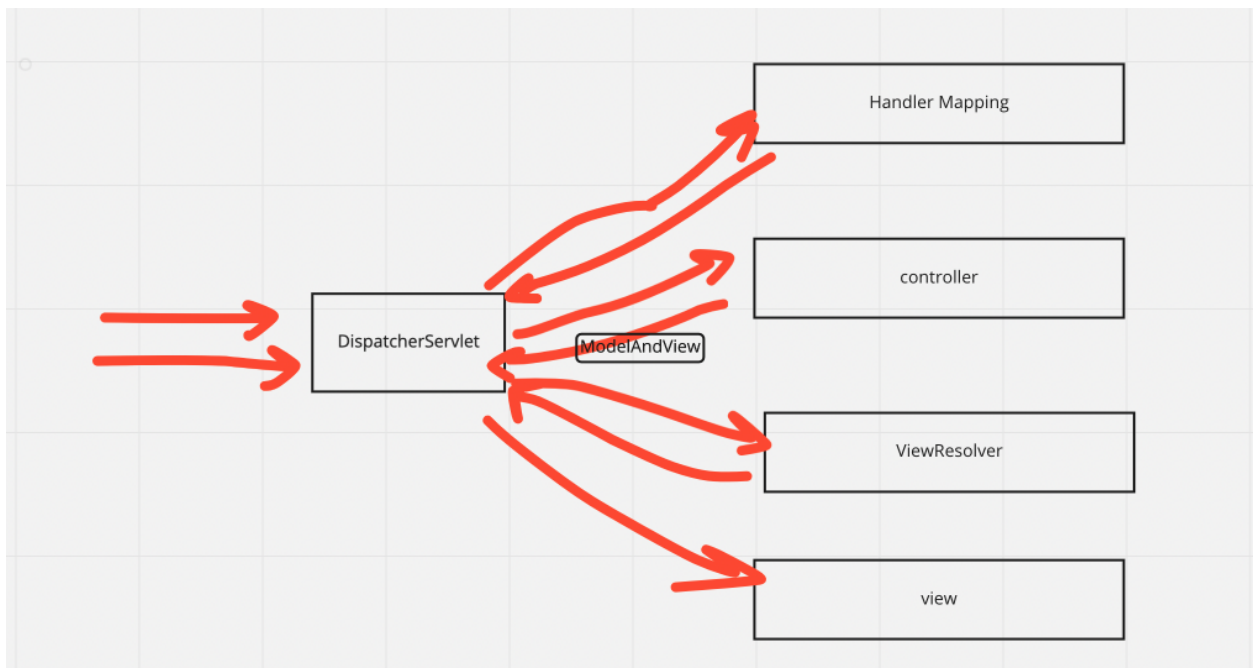 Handler Mapping
controller
DispatcherServlet
ModelAndView
ViewResolver
view